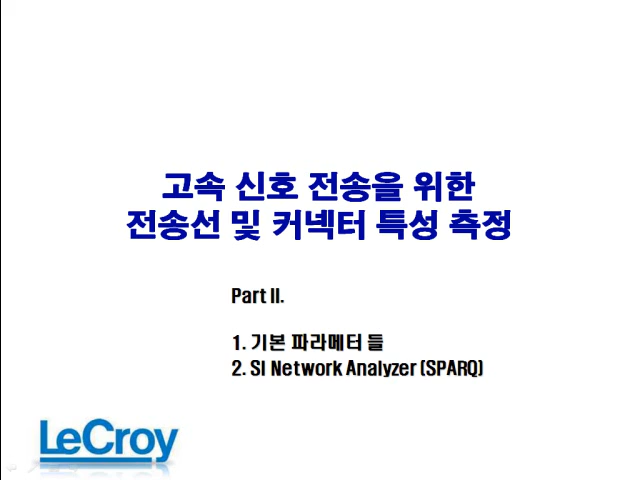 고속 신호 전송을 위한
전송선 및 커넥터 특성 측정
Part II.
1. 기본 파라메터 들
2. SI Network Analyzer (SPARQ)
LeCroy